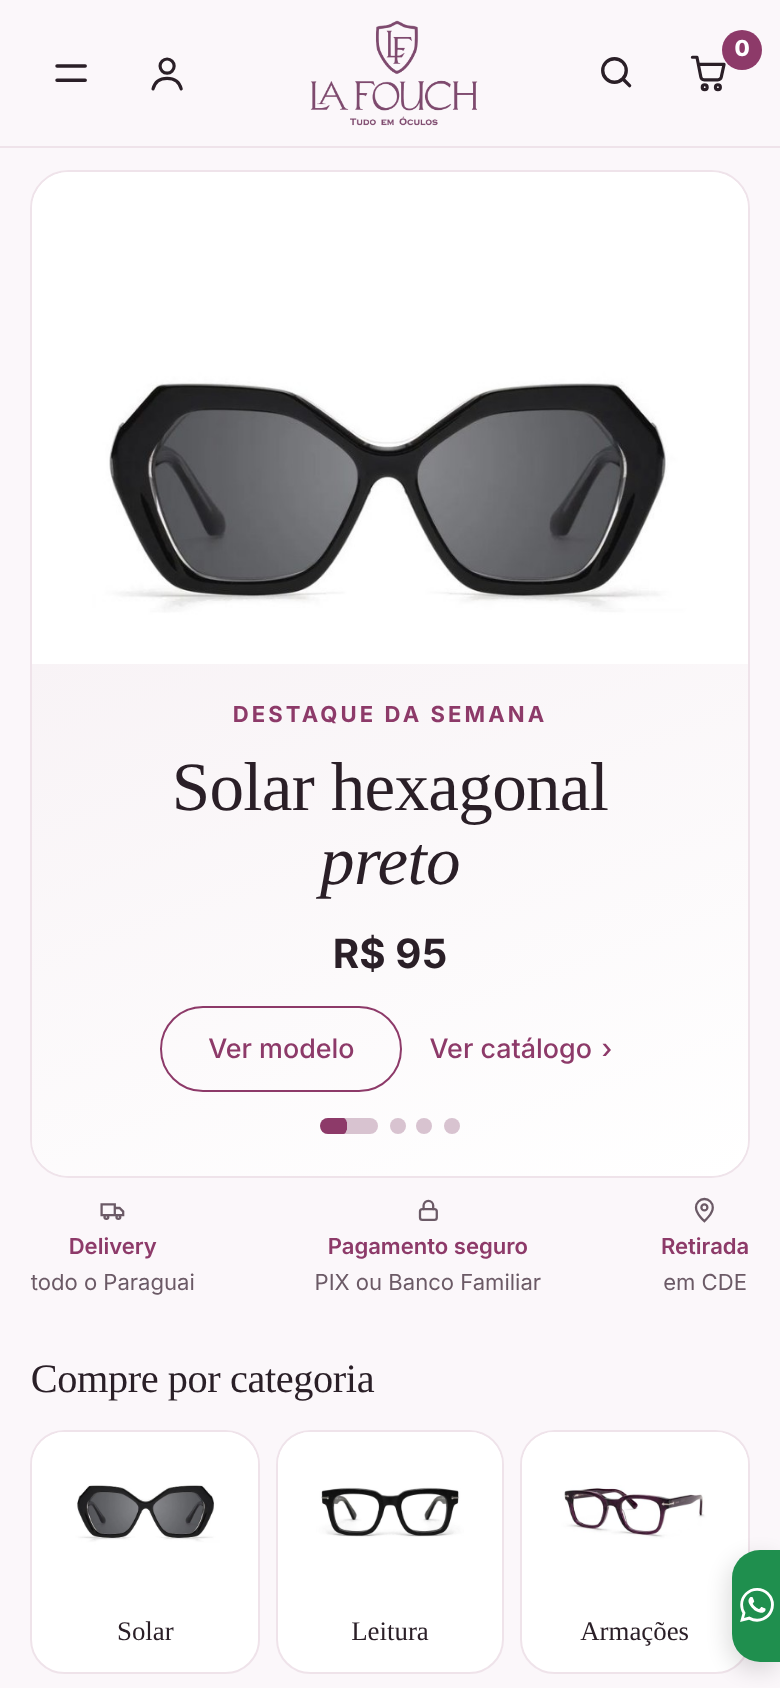 0
LF
LA FOUCH
TUDO EM ÓCULOS
DESTAQUE DA SEMANA
Solar hexagonal
preto
R$ 95
Ver modelo
Ver catálogo ›
Delivery
todo o Paraguai
Pagamento seguro
PIX ou Banco Familiar
Retirada
em CDE
Compre por categoria
Solar
Leitura
Armações